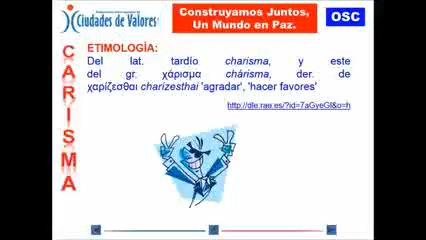 Ciudades de Valores
Construyamos Juntos,
Un Mundo en Paz.
OSC
CARISMA
ETIMOLOGÍA:
Del lat. tardío charisma, y este
del gr. χάρισμα chárisma, der. de
χαρίζεσθαι charízesthai 'agradar', 'hacer favores'
http://dle.rae.es/?id=7aGyeGl&o=h